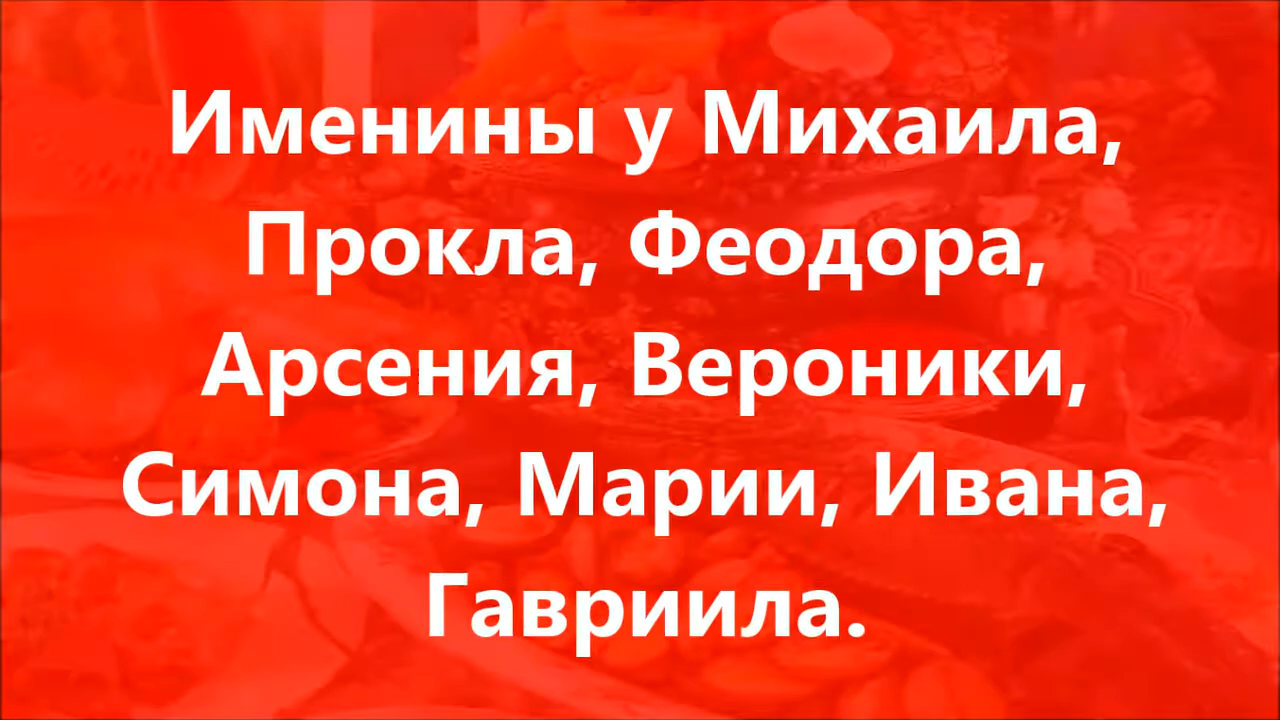 Именины у Михаила,
Прокла, Феодора,
Арсения, Вероники,
Симона, Марии, Ивана,
Гавриила.